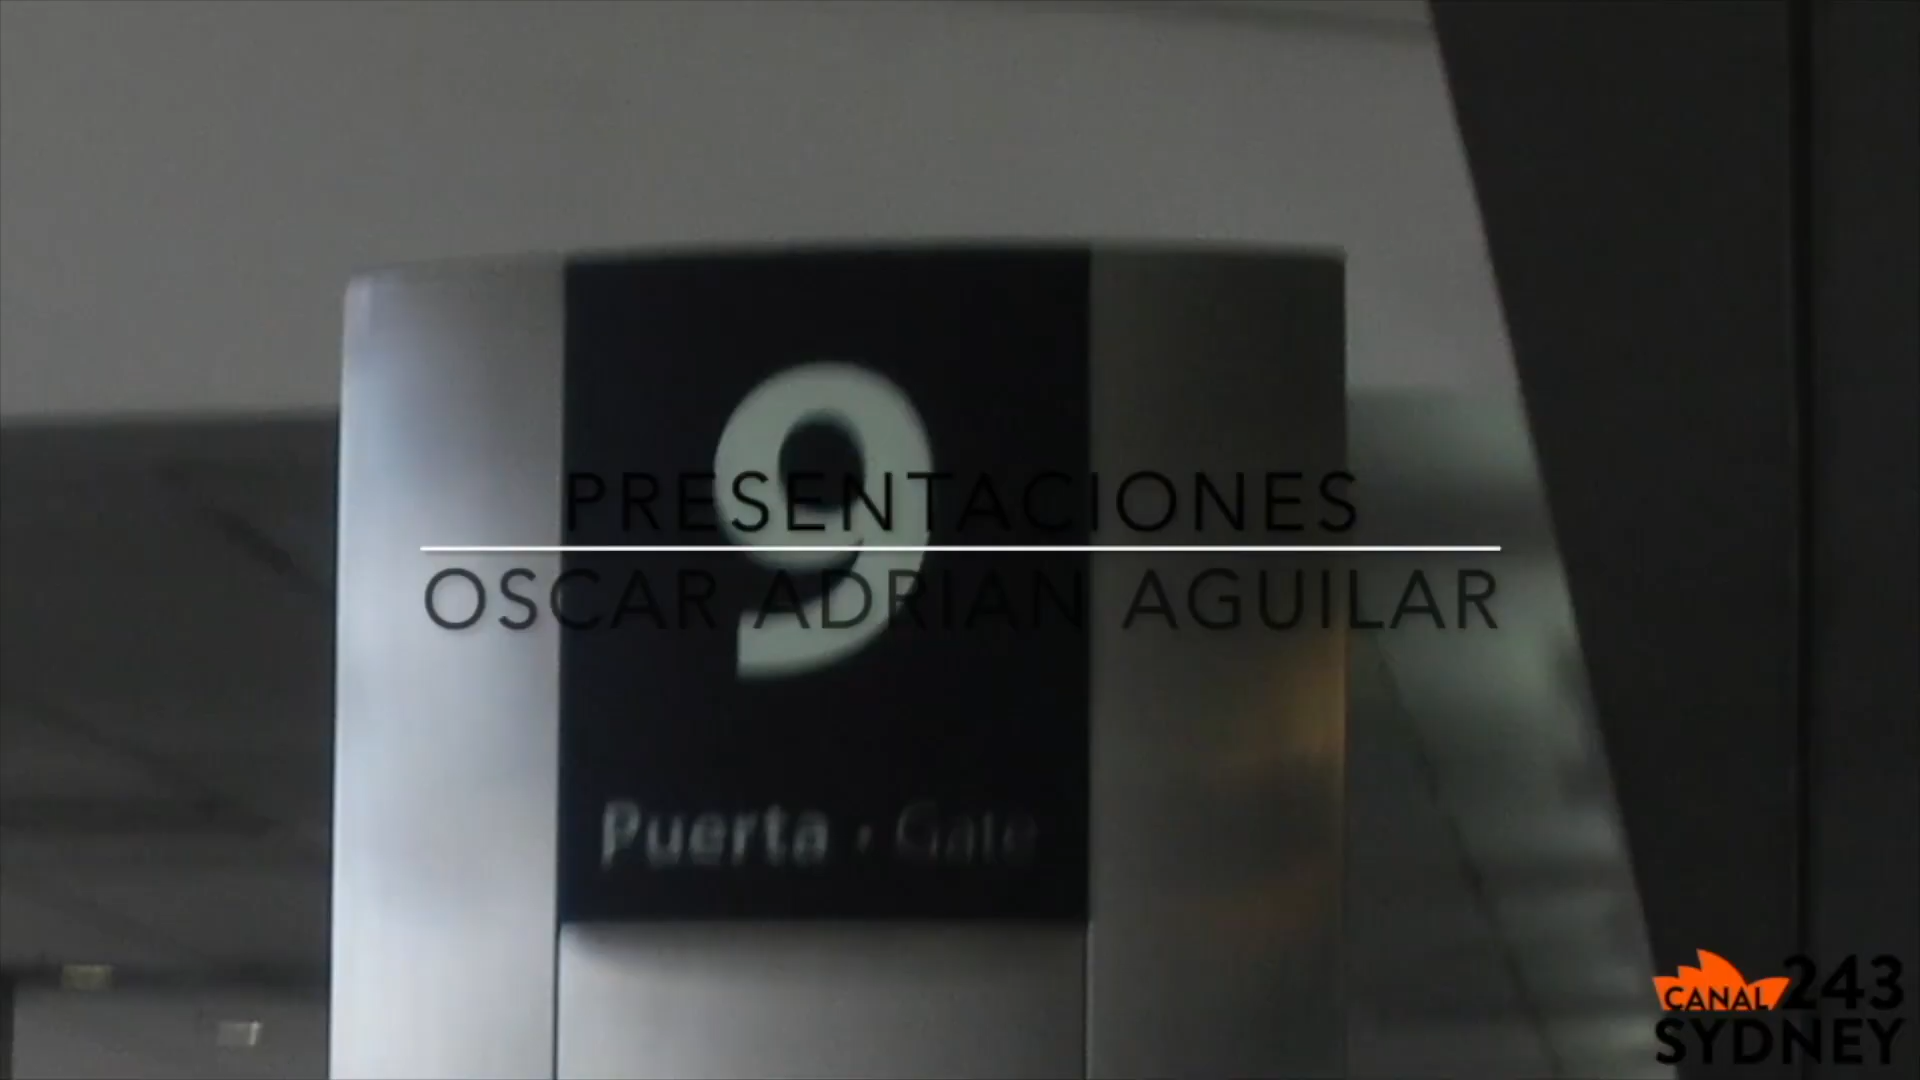 9
PRESENTACIONES
OSCAR ADRIAN AGUILAR
Puerta · Gate
CANAL 243
SYDNEY